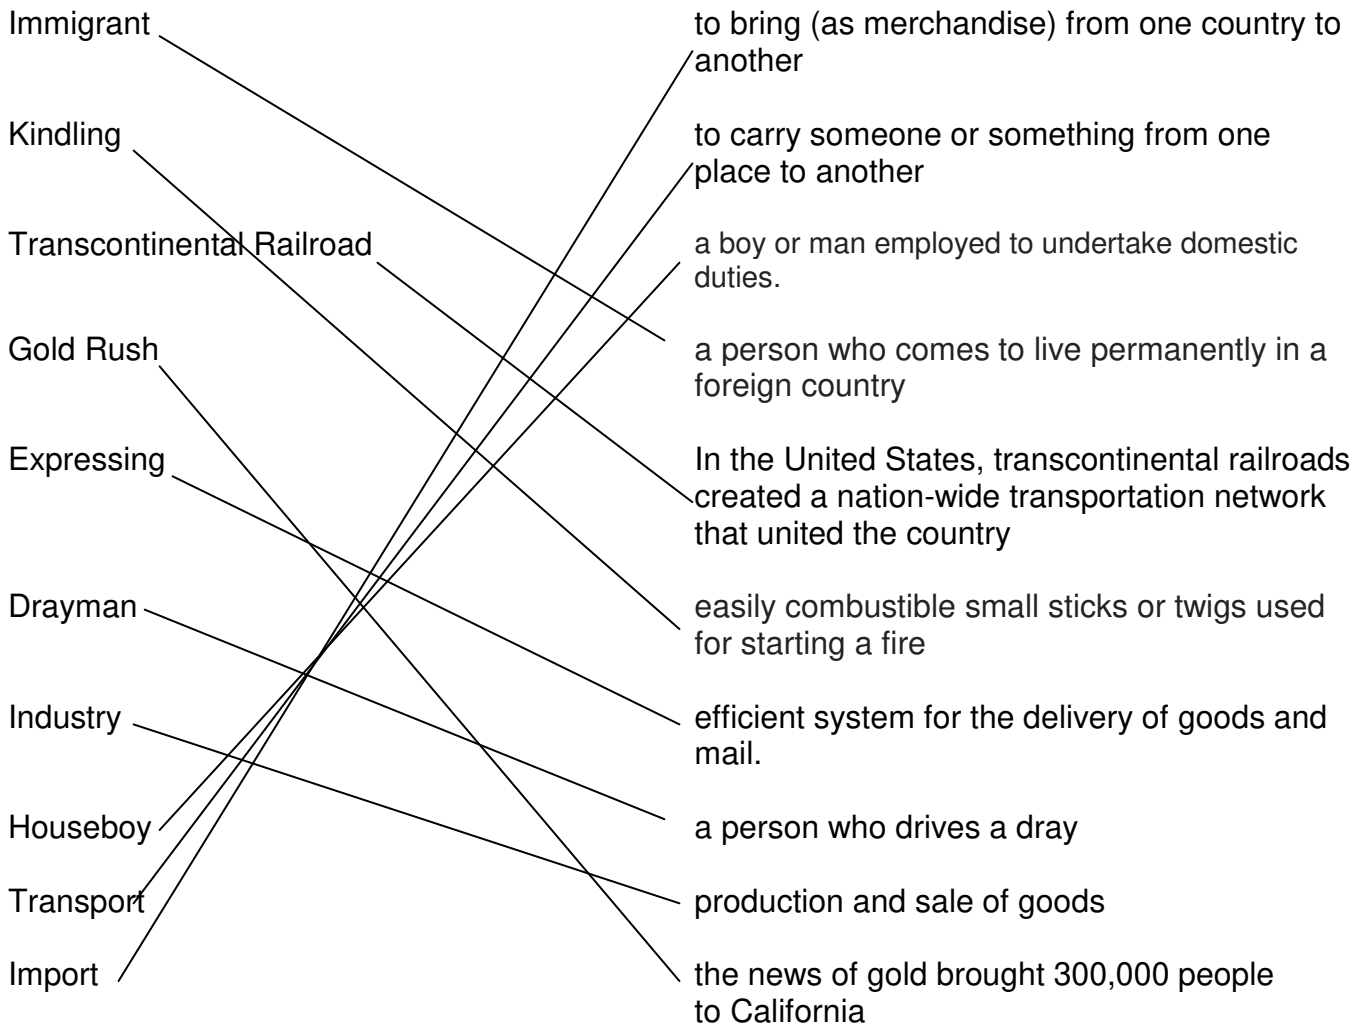 Immigrant
to bring (as merchandise) from one country to
another
Kindling
to carry someone or something from one
place to another
Transcontinental Railroad
a boy or man employed to undertake domestic
duties.
Gold Rush
a person who comes to live permanently in a
foreign country
Expressing
In the United States, transcontinental railroads
created a nation-wide transportation network
that united the country
Drayman
easily combustible small sticks or twigs used
for starting a fire
Industry
efficient system for the delivery of goods and
mail.
Houseboy
a person who drives a dray
Transport
production and sale of goods
Import
the news of gold brought 300,000 people
to California